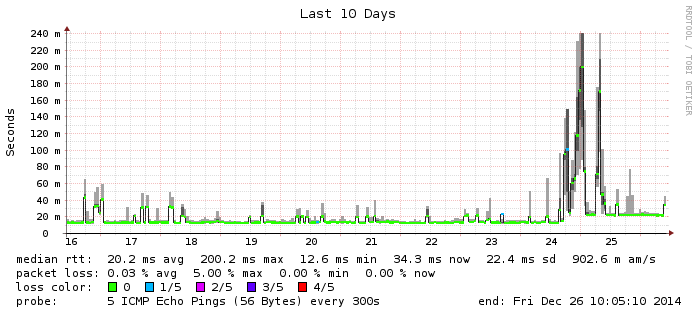 Last 10 Days
RRDTOOL / TOBI OETIKER
Seconds
240 m
220 m
200 m
180 m
160 m
140 m
120 m
100 m
80 m
60 m
40 m
20 m
0
16 17 18 19 20 21 22 23 24 25
median rtt: 20.2 ms avg 200.2 ms max 12.6 ms min 34.3 ms now 22.4 ms sd 902.6 m am/s
packet loss: 0.03 % avg 5.00 % max 0.00 % min 0.00 % now
loss color: 0 1/5 2/5 3/5 4/5
probe: 5 ICMP Echo Pings (56 Bytes) every 300s end: Fri Dec 26 10:05:10 2014